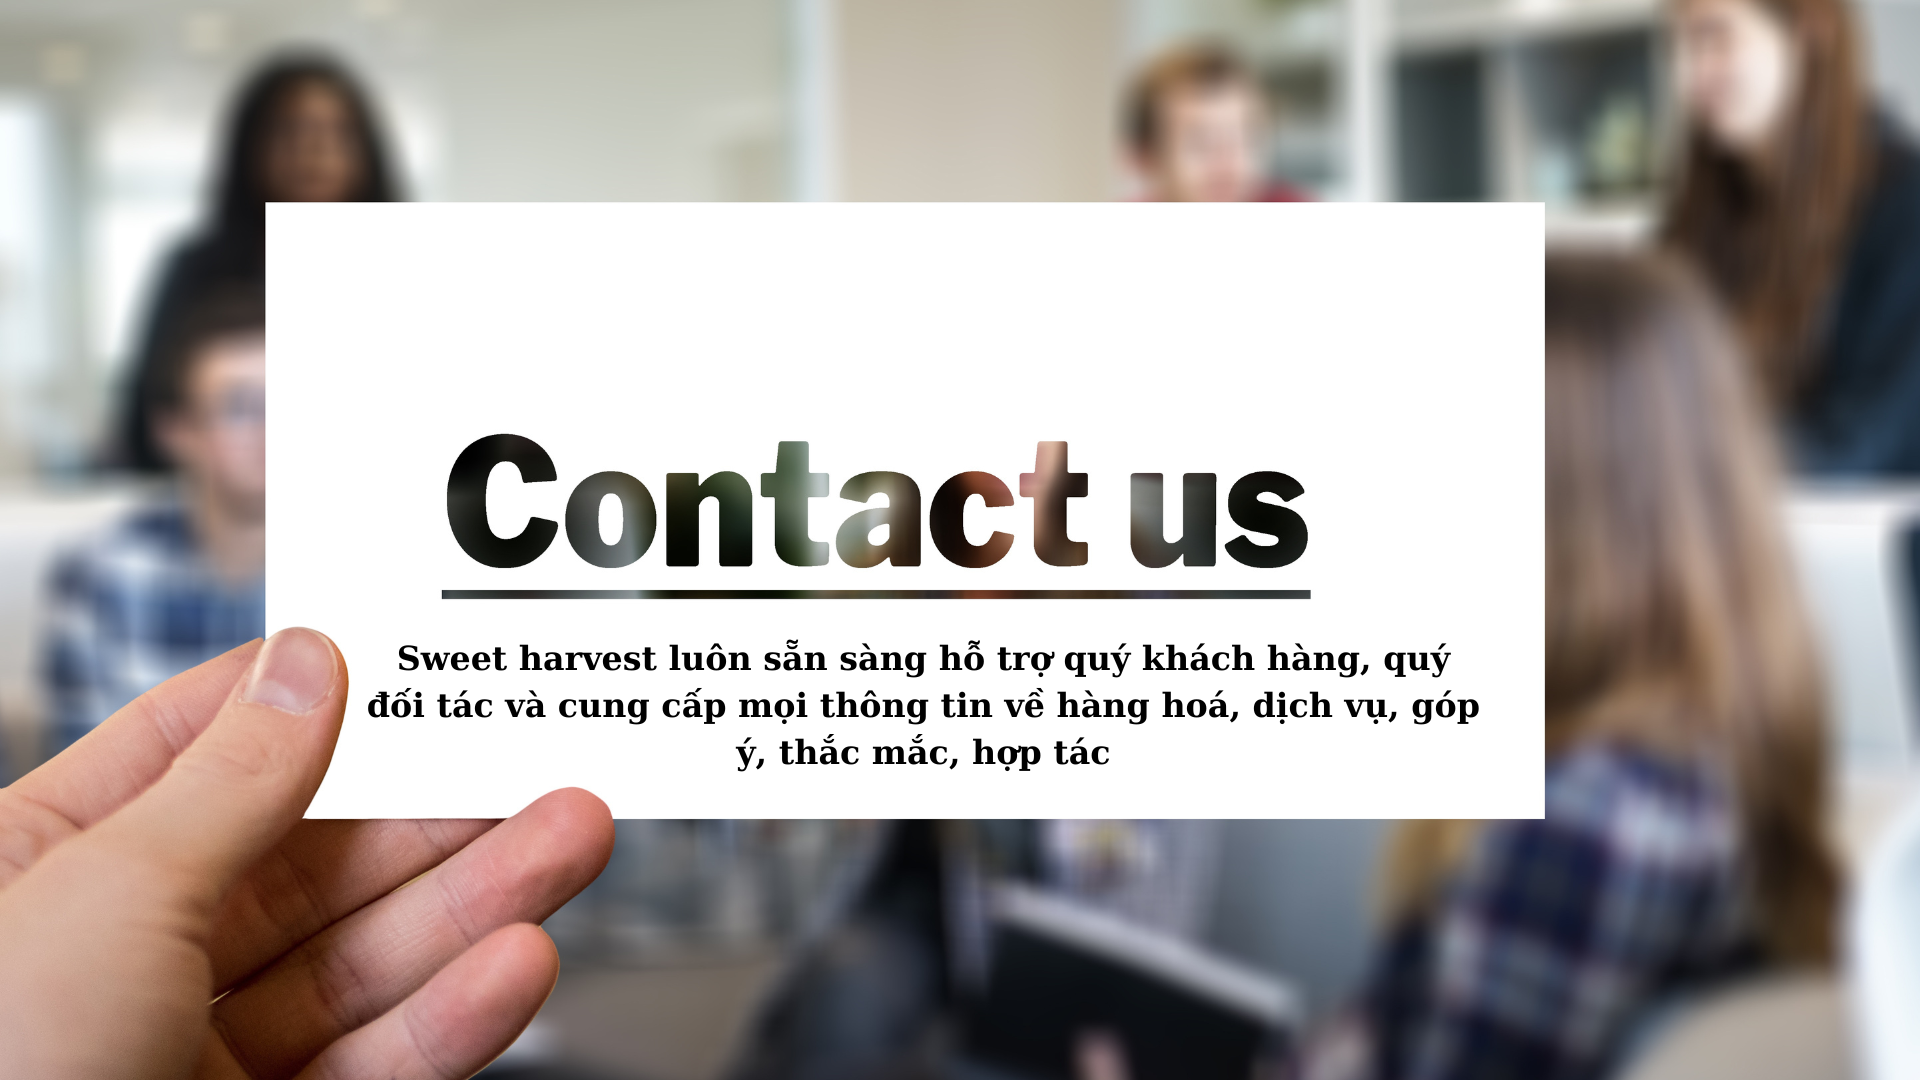 Contact us
Sweet harvest luôn sẵn sàng hỗ trợ quý khách hàng, quý
đối tác và cung cấp mọi thông tin về hàng hoá, dịch vụ, góp
ý, thắc mắc, hợp tác